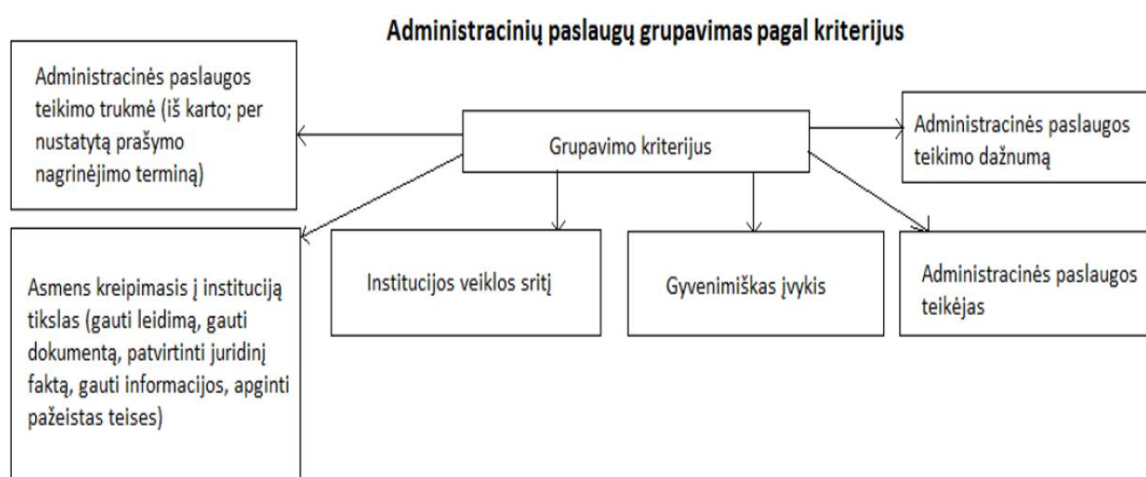 Administracinių paslaugų grupavimas pagal kriterijus
Administracinės paslaugos
teikimo trukmė (iš karto; per
nustatytą prašymo
nagrinėjimo terminą)
Grupavimo kriterijus
Administracinės paslaugos
teikimo dažnumą
Asmens kreipimasis į instituciją
tikslas (gauti leidimą, gauti
dokumentą, patvirtinti juridinį
faktą, gauti informacijos, apginti
pažeistas teises)
Institucijos veiklos sritį
Gyvenimiškas įvykis
Administracinės paslaugos
teikėjas